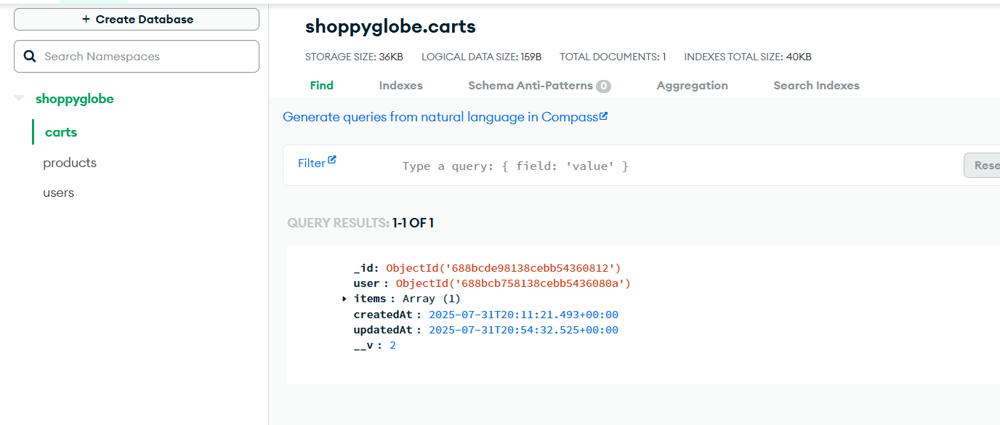 + Create Database
Search Namespaces
shoppyglobe
carts
products
users
shoppyglobe.carts
STORAGE SIZE: 36KB LOGICAL DATA SIZE: 159B TOTAL DOCUMENTS: 1 INDEXES TOTAL SIZE: 40KB
Find Indexes Schema Anti-Patterns 0 Aggregation Search Indexes
Generate queries from natural language in Compass
Filter Type a query: { field: 'value' } Rese
QUERY RESULTS: 1-1 OF 1
_id: ObjectId('688bcde98138cebb54360812')
user : ObjectId('688bcb758138cebb5436080a')
items : Array (1)
createdAt : 2025-07-31T20:11:21.493+00:00
updatedAt : 2025-07-31T20:54:32.525+00:00
__v : 2